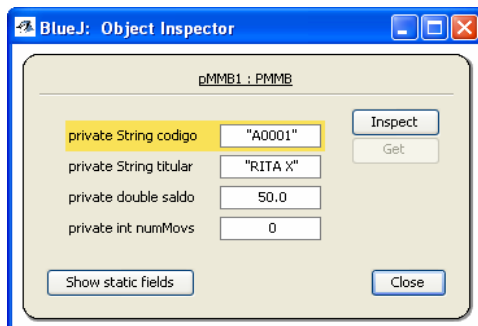 BlueJ: Object Inspector
pMMB1 : PMMB
private String codigo "A0001" Inspect
private String titular "RITA X" Get
private double saldo 50.0
private int numMovs 0
Show static fields Close